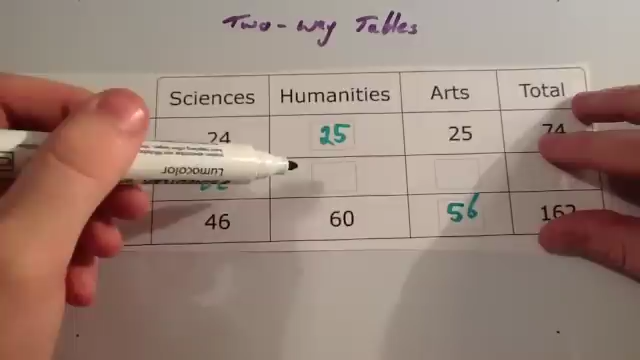 Two-way Tables
Sciences Humanities Arts Total
24 25 25 74
46 60 56 162
Lumocolor